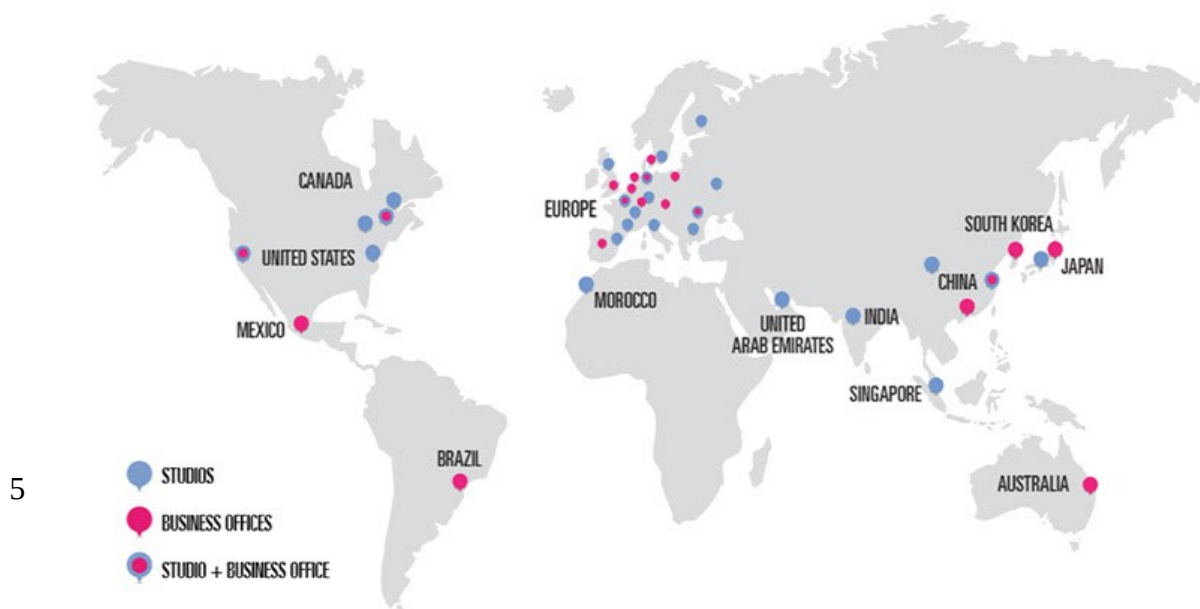 CANADA
EUROPE
SOUTH KOREA
UNITED STATES
CHINA
JAPAN
MOROCCO
MEXICO
UNITED
ARAB EMIRATES
INDIA
SINGAPORE
BRAZIL
AUSTRALIA
5
STUDIOS
BUSINESS OFFICES
STUDIO + BUSINESS OFFICE